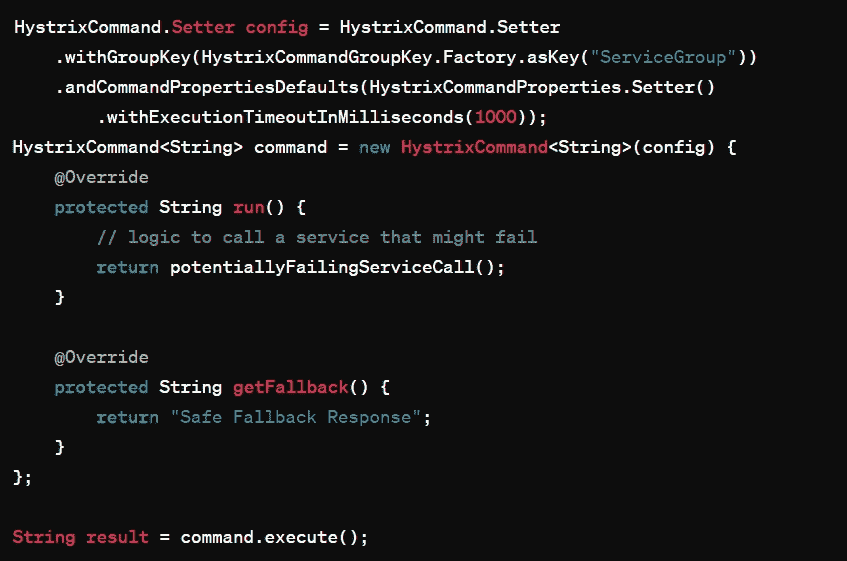 HystrixCommand.Setter config = HystrixCommand.Setter
    .withGroupKey(HystrixCommandGroupKey.Factory.asKey("ServiceGroup"))
    .andCommandPropertiesDefaults(HystrixCommandProperties.Setter()
        .withExecutionTimeoutInMilliseconds(1000));
HystrixCommand<String> command = new HystrixCommand<String>(config) {
    @Override
    protected String run() {
        // logic to call a service that might fail
        return potentiallyFailingServiceCall();
    }

    @Override
    protected String getFallback() {
        return "Safe Fallback Response";
    }
};

String result = command.execute();